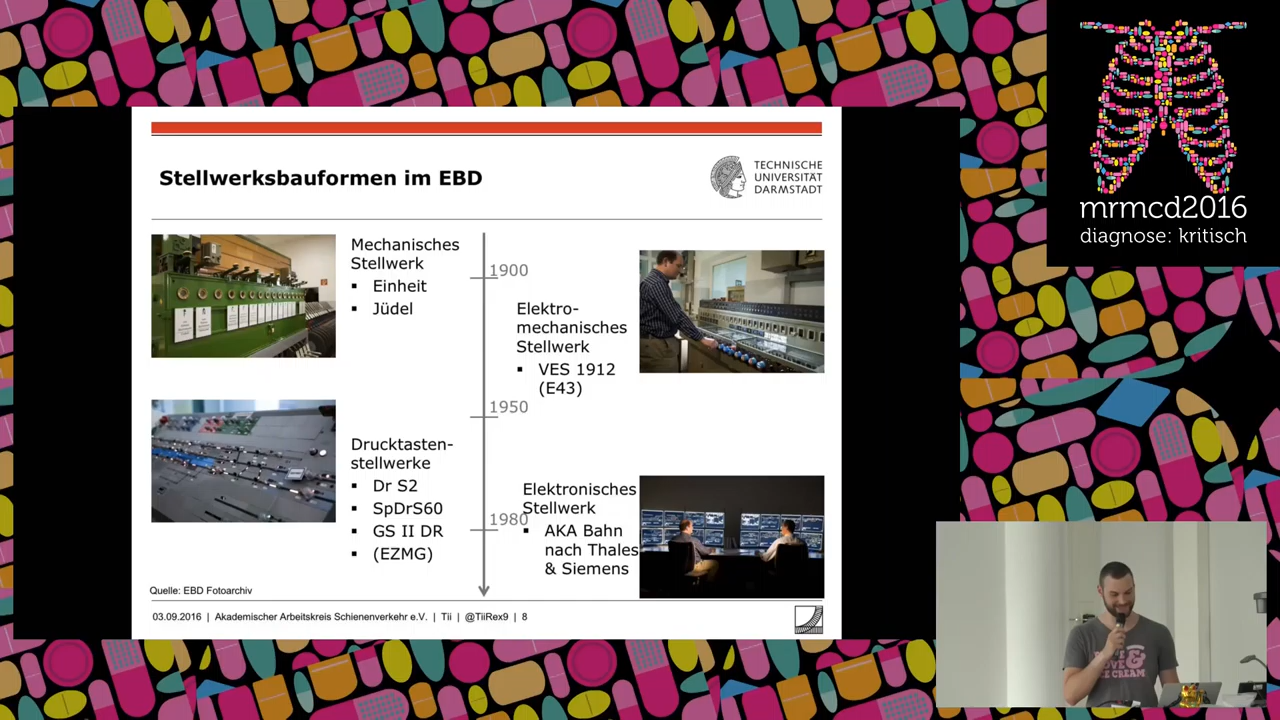 mrmcd2016
diagnose: kritisch
Stellwerksbauformen im EBD
TECHNISCHE
UNIVERSITÄT
DARMSTADT
Mechanisches
Stellwerk
▪ Einheit
▪ Jüdel
1900
Elektro-
mechanisches
Stellwerk
▪ VES 1912
(E43)
1950
Drucktasten-
stellwerke
▪ Dr S2
▪ SpDrS60
▪ GS II DR
▪ (EZMG)
1980
Elektronisches
Stellwerk
▪ AKA Bahn
nach Thales
& Siemens
Quelle: EBD Fotoarchiv
03.09.2016 | Akademischer Arbeitskreis Schienenverkehr e.V. | Tii | @TiiRex9 | 8
CREAM